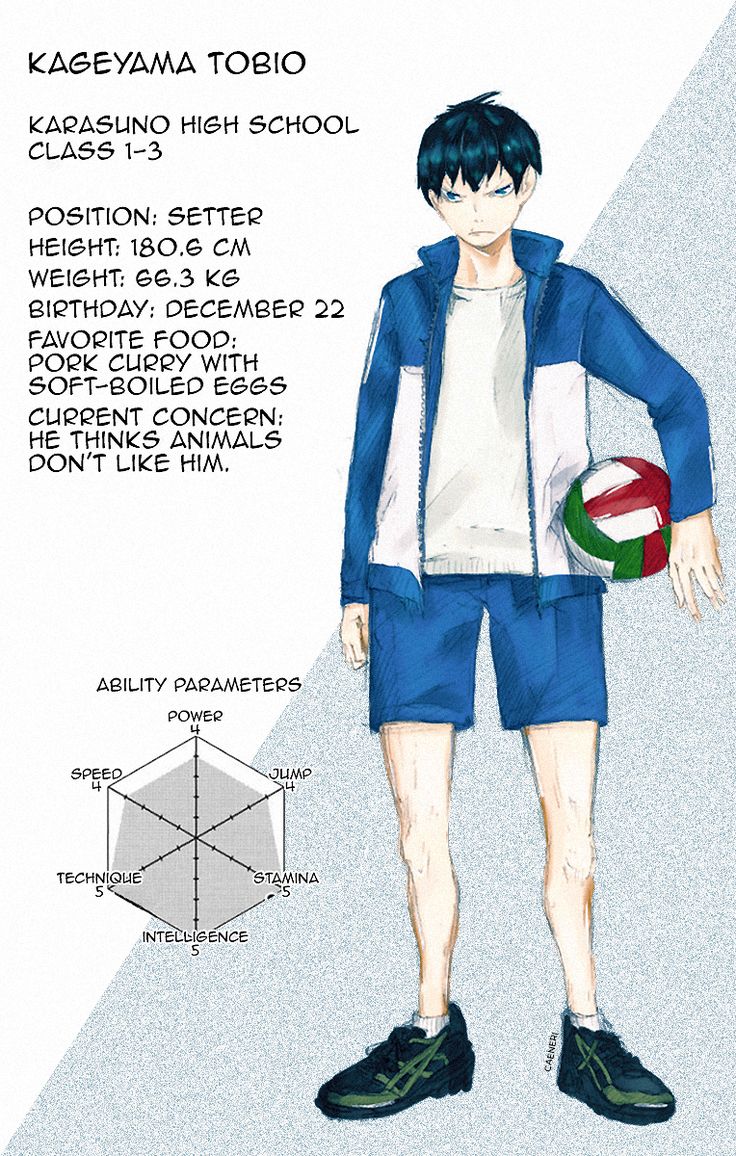 KAGEYAMA TOBIO
KARASUNO HIGH SCHOOL
CLASS 1-3
POSITION: SETTER
HEIGHT: 180.6 CM
WEIGHT: 66.3 KG
BIRTHDAY: DECEMBER 22
FAVORITE FOOD:
PORK CURRY WITH
SOFT-BOILED EGGS
CURRENT CONCERN:
HE THINKS ANIMALS
DON'T LIKE HIM.
ABILITY PARAMETERS
POWER
4
SPEED
4
JUMP
4
TECHNIQUE
5
STAMINA
5
INTELLIGENCE
5
CAENERI